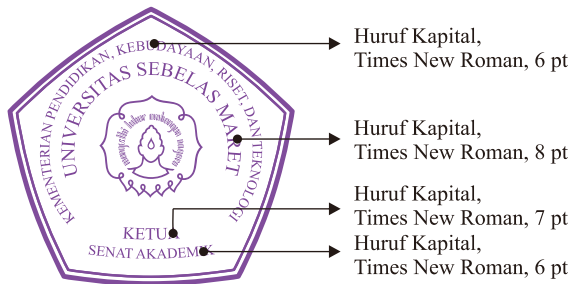 KEMENTERIAN PENDIDIKAN, KEBUDAYAAN, RISET, DAN TEKNOLOGI
UNIVERSITAS SEBELAS MARET
KETUA
SENAT AKADEMIK
Huruf Kapital,
Times New Roman, 6 pt
Huruf Kapital,
Times New Roman, 8 pt
Huruf Kapital,
Times New Roman, 7 pt
Huruf Kapital,
Times New Roman, 6 pt